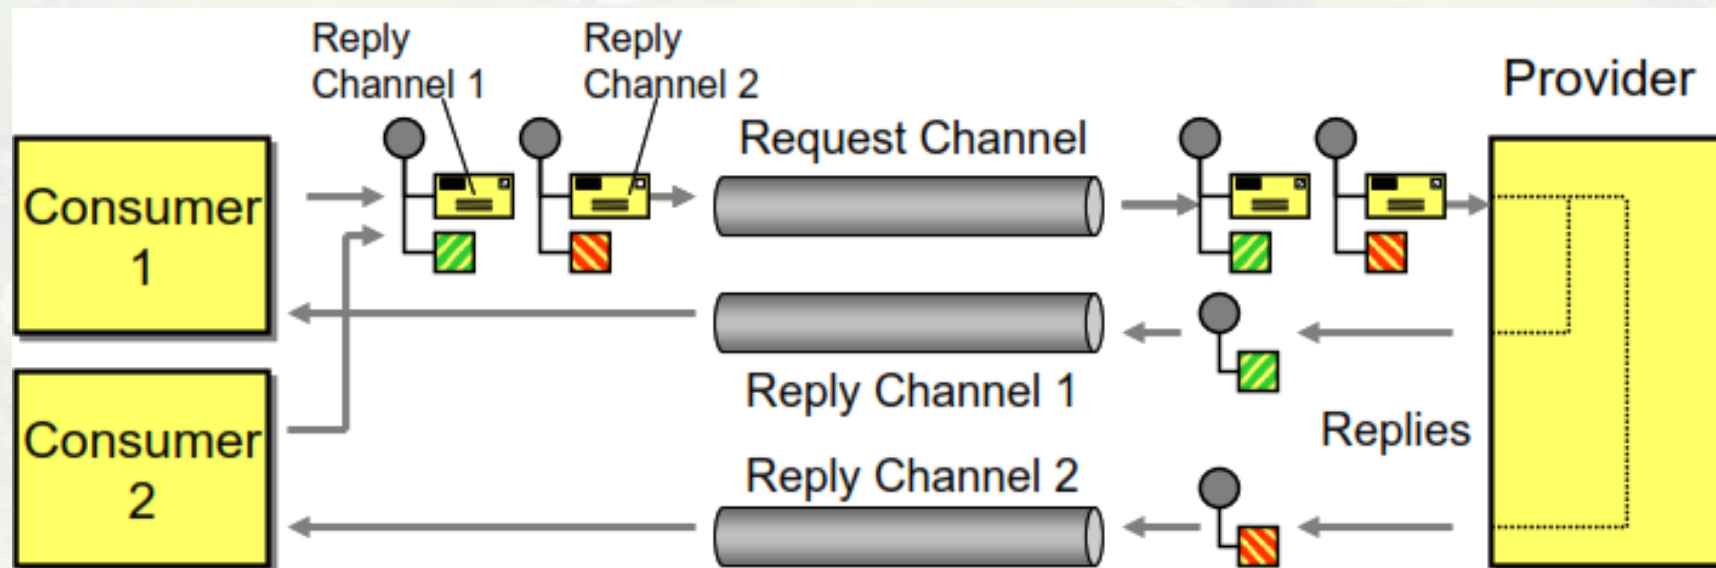 Reply
Channel 1
Reply
Channel 2
Provider
Request Channel
Consumer
1
Reply Channel 1
Replies
Consumer
2
Reply Channel 2